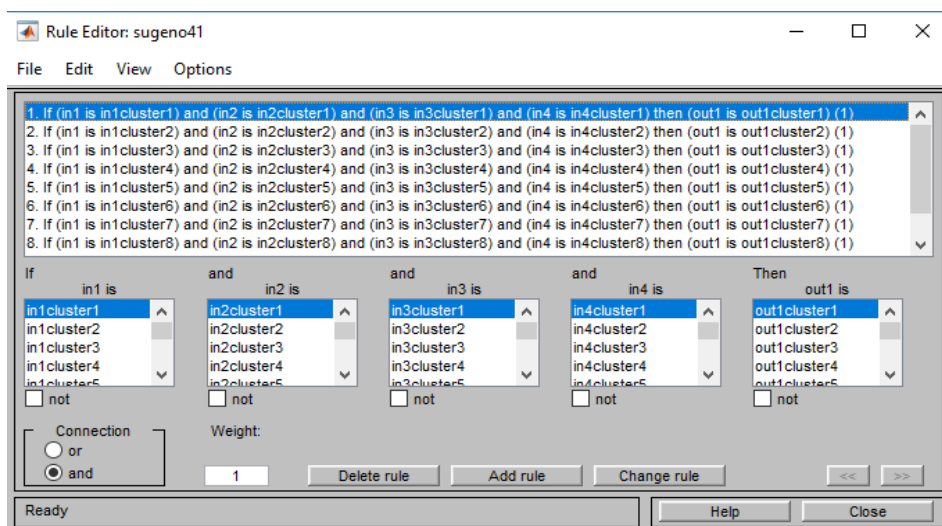 Rule Editor: sugeno41
File Edit View Options
1. If (in1 is in1cluster1) and (in2 is in2cluster1) and (in3 is in3cluster1) and (in4 is in4cluster1) then (out1 is out1cluster1) (1)
2. If (in1 is in1cluster2) and (in2 is in2cluster2) and (in3 is in3cluster2) and (in4 is in4cluster2) then (out1 is out1cluster2) (1)
3. If (in1 is in1cluster3) and (in2 is in2cluster3) and (in3 is in3cluster3) and (in4 is in4cluster3) then (out1 is out1cluster3) (1)
4. If (in1 is in1cluster4) and (in2 is in2cluster4) and (in3 is in3cluster4) and (in4 is in4cluster4) then (out1 is out1cluster4) (1)
5. If (in1 is in1cluster5) and (in2 is in2cluster5) and (in3 is in3cluster5) and (in4 is in4cluster5) then (out1 is out1cluster5) (1)
6. If (in1 is in1cluster6) and (in2 is in2cluster6) and (in3 is in3cluster6) and (in4 is in4cluster6) then (out1 is out1cluster6) (1)
7. If (in1 is in1cluster7) and (in2 is in2cluster7) and (in3 is in3cluster7) and (in4 is in4cluster7) then (out1 is out1cluster7) (1)
8. If (in1 is in1cluster8) and (in2 is in2cluster8) and (in3 is in3cluster8) and (in4 is in4cluster8) then (out1 is out1cluster8) (1)
If and and and Then
in1 is in2 is in3 is in4 is out1 is
in1cluster1 in2cluster1 in3cluster1 in4cluster1 out1cluster1
in1cluster2 in2cluster2 in3cluster2 in4cluster2 out1cluster2
in1cluster3 in2cluster3 in3cluster3 in4cluster3 out1cluster3
in1cluster4 in2cluster4 in3cluster4 in4cluster4 out1cluster4
in1cluster5 in2cluster5 in3cluster5 in4cluster5 out1cluster5
not not not not not
Connection Weight:
or
and 1 Delete rule Add rule Change rule << >>
Ready Help Close